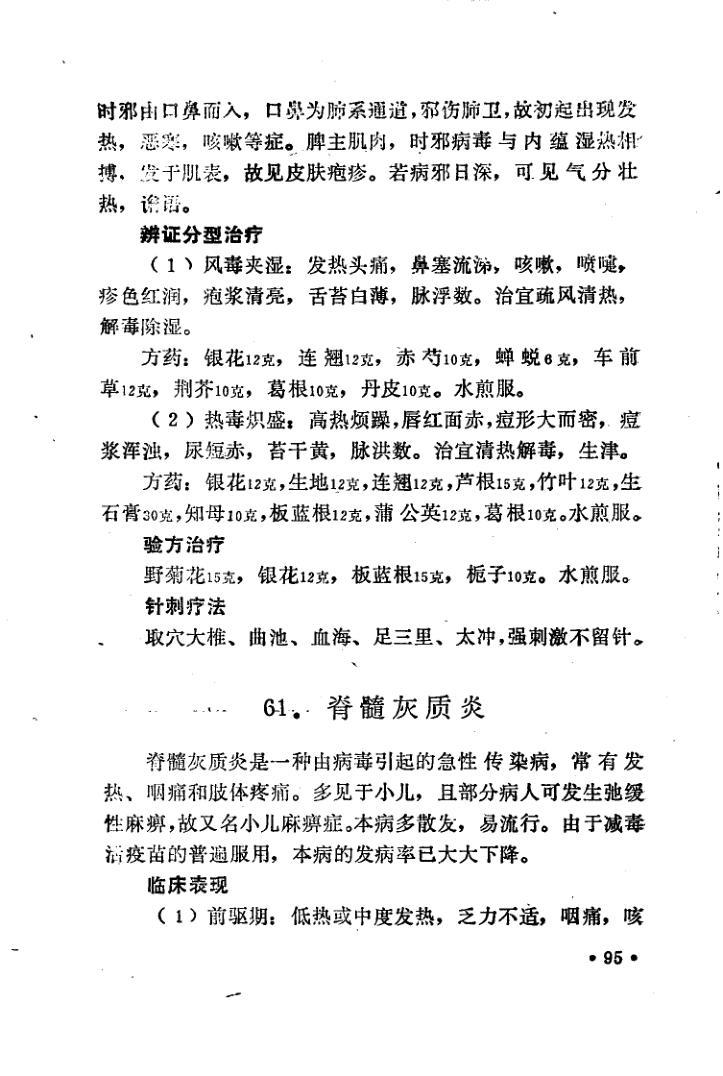 时邪由口鼻而入，口鼻为肺系通道，邪伤肺卫，故初起出现发
热，恶寒，咳嗽等症。脾主肌肉，时邪病毒与内蕴湿热相
搏，发于肌表，故见皮肤疱疹。若病邪日深，可见气分壮
热，谵语。
辨证分型治疗
（1）风毒夹湿：发热头痛，鼻塞流涕，咳嗽，喷嚏，
疹色红润，疱浆清亮，舌苔白薄，脉浮数。治宜疏风清热，
解毒除湿。
方药：银花12克，连翘12克，赤芍10克，蝉蜕6克，车前
草12克，荆芥10克，葛根10克，丹皮10克。水煎服。
（2）热毒炽盛：高热烦躁，唇红面赤，痘形大而密，痘
浆浑浊，尿短赤，苔干黄，脉洪数。治宜清热解毒，生津。
方药：银花12克，生地12克，连翘12克，芦根15克，竹叶12克，生
石膏30克，知母10克，板蓝根12克，蒲公英12克，葛根10克。水煎服。
验方治疗
野菊花15克，银花12克，板蓝根15克，栀子10克。水煎服。
针刺疗法
取穴大椎、曲池、血海、足三里、太冲，强刺激不留针。
61．脊髓灰质炎
脊髓灰质炎是一种由病毒引起的急性传染病，常有发
热、咽痛和肢体疼痛。多见于小儿，且部分病人可发生弛缓
性麻痹，故又名小儿麻痹症。本病多散发，易流行。由于减毒
活疫苗的普遍服用，本病的发病率已大大下降。
临床表现
（1）前驱期：低热或中度发热，乏力不适，咽痛，咳
•95•